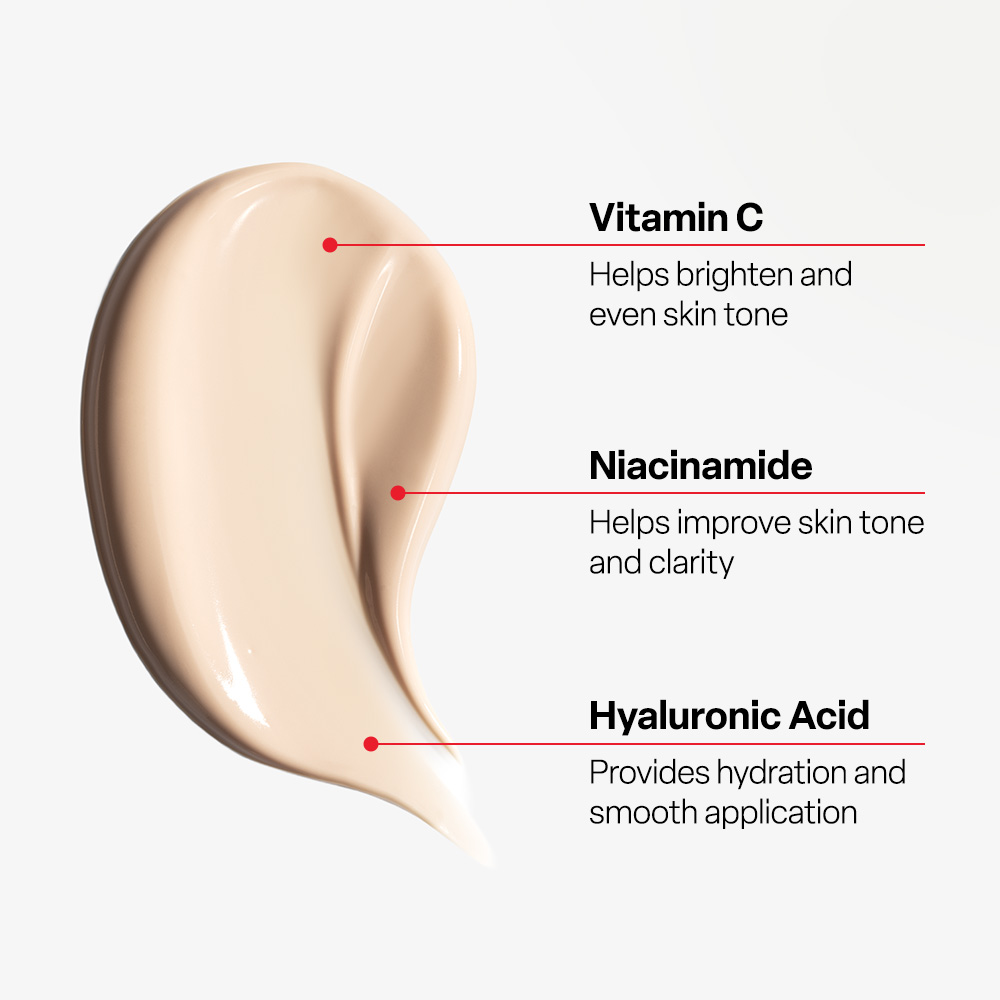 Vitamin C
Helps brighten and
even skin tone
Niacinamide
Helps improve skin tone
and clarity
Hyaluronic Acid
Provides hydration and
smooth application